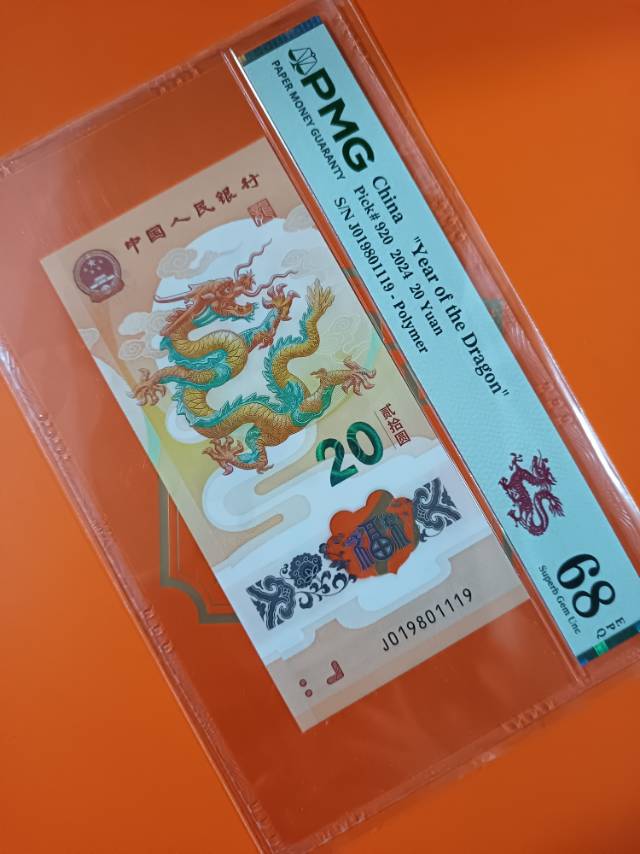 PMG
PAPER MONEY GUARANTY
China
Pick# 920 2024 20 Yuan
S/N J019801119 - Polymer
"Year of the Dragon"
68
EPQ
Superb Gem Unc
中国人民银行
20
贰拾圆
福
J019801119